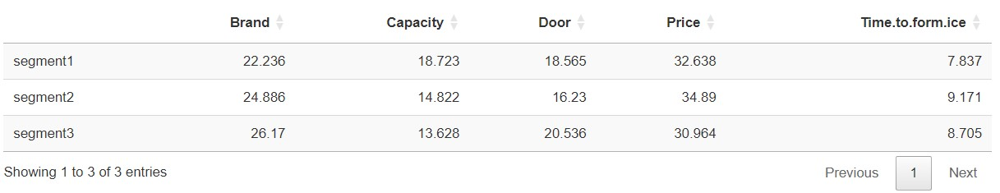 Brand Capacity Door Price Time.to.form.ice
segment1 22.236 18.723 18.565 32.638 7.837
segment2 24.886 14.822 16.23 34.89 9.171
segment3 26.17 13.628 20.536 30.964 8.705
Showing 1 to 3 of 3 entries Previous 1 Next